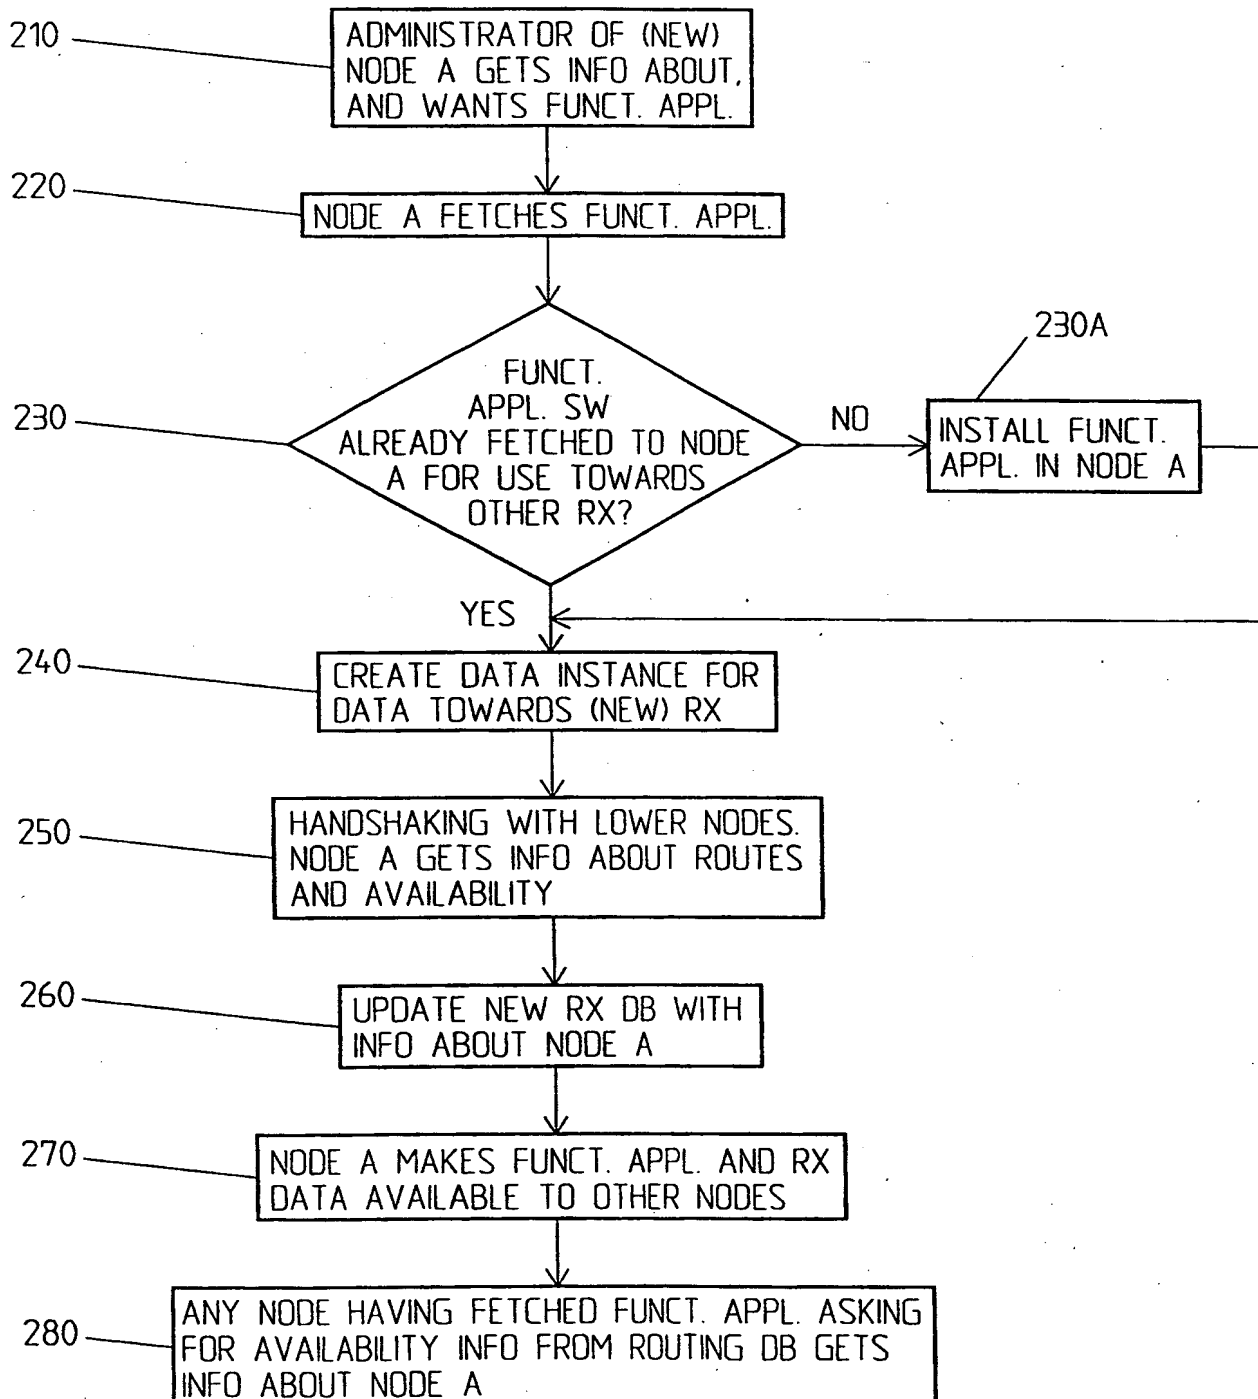 210
ADMINISTRATOR OF (NEW)
NODE A GETS INFO ABOUT,
AND WANTS FUNCT. APPL.
220
NODE A FETCHES FUNCT. APPL.
230
FUNCT.
APPL. SW
ALREADY FETCHED TO NODE
A FOR USE TOWARDS
OTHER RX?
NO
230A
INSTALL FUNCT.
APPL. IN NODE A
YES
240
CREATE DATA INSTANCE FOR
DATA TOWARDS (NEW) RX
250
HANDSHAKING WITH LOWER NODES.
NODE A GETS INFO ABOUT ROUTES
AND AVAILABILITY
260
UPDATE NEW RX DB WITH
INFO ABOUT NODE A
270
NODE A MAKES FUNCT. APPL. AND RX
DATA AVAILABLE TO OTHER NODES
280
ANY NODE HAVING FETCHED FUNCT. APPL. ASKING
FOR AVAILABILITY INFO FROM ROUTING DB GETS
INFO ABOUT NODE A